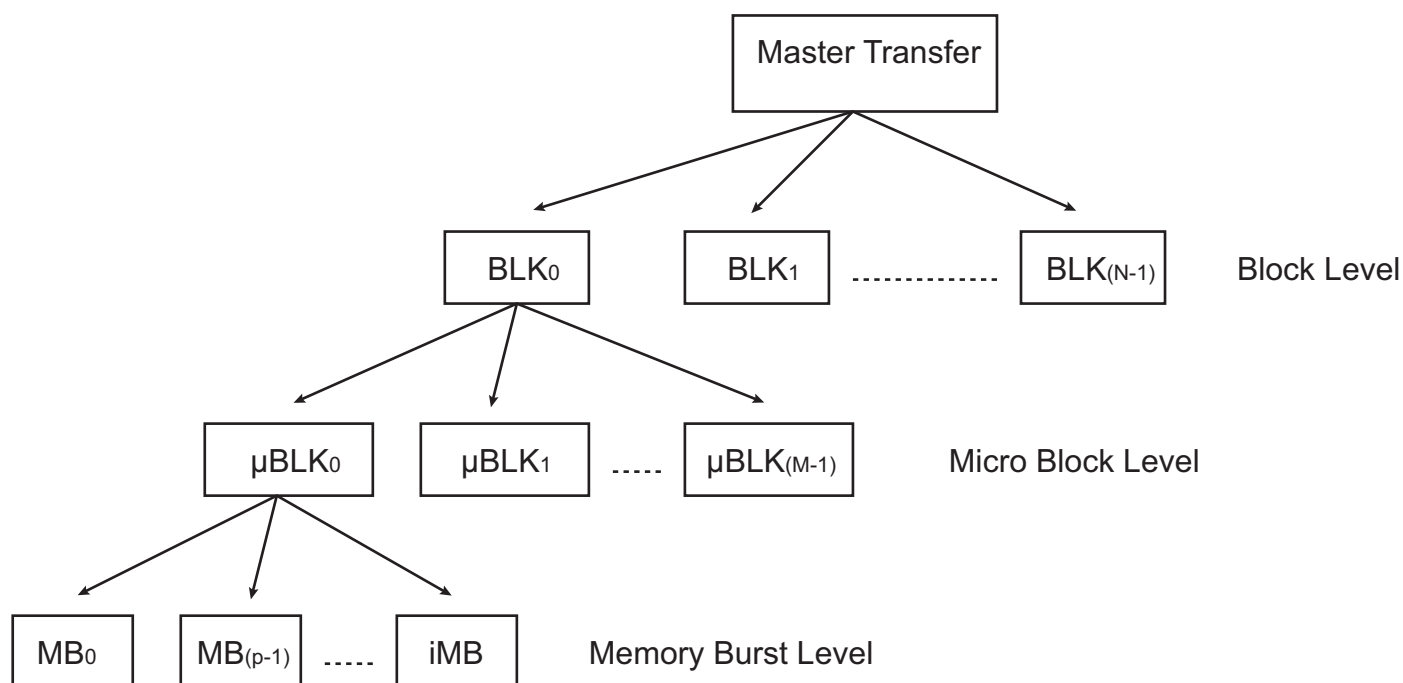 Master Transfer
BLK0 BLK1 BLK(N-1) Block Level
µBLK0 µBLK1 µBLK(M-1) Micro Block Level
MB0 MB(p-1) iMB Memory Burst Level